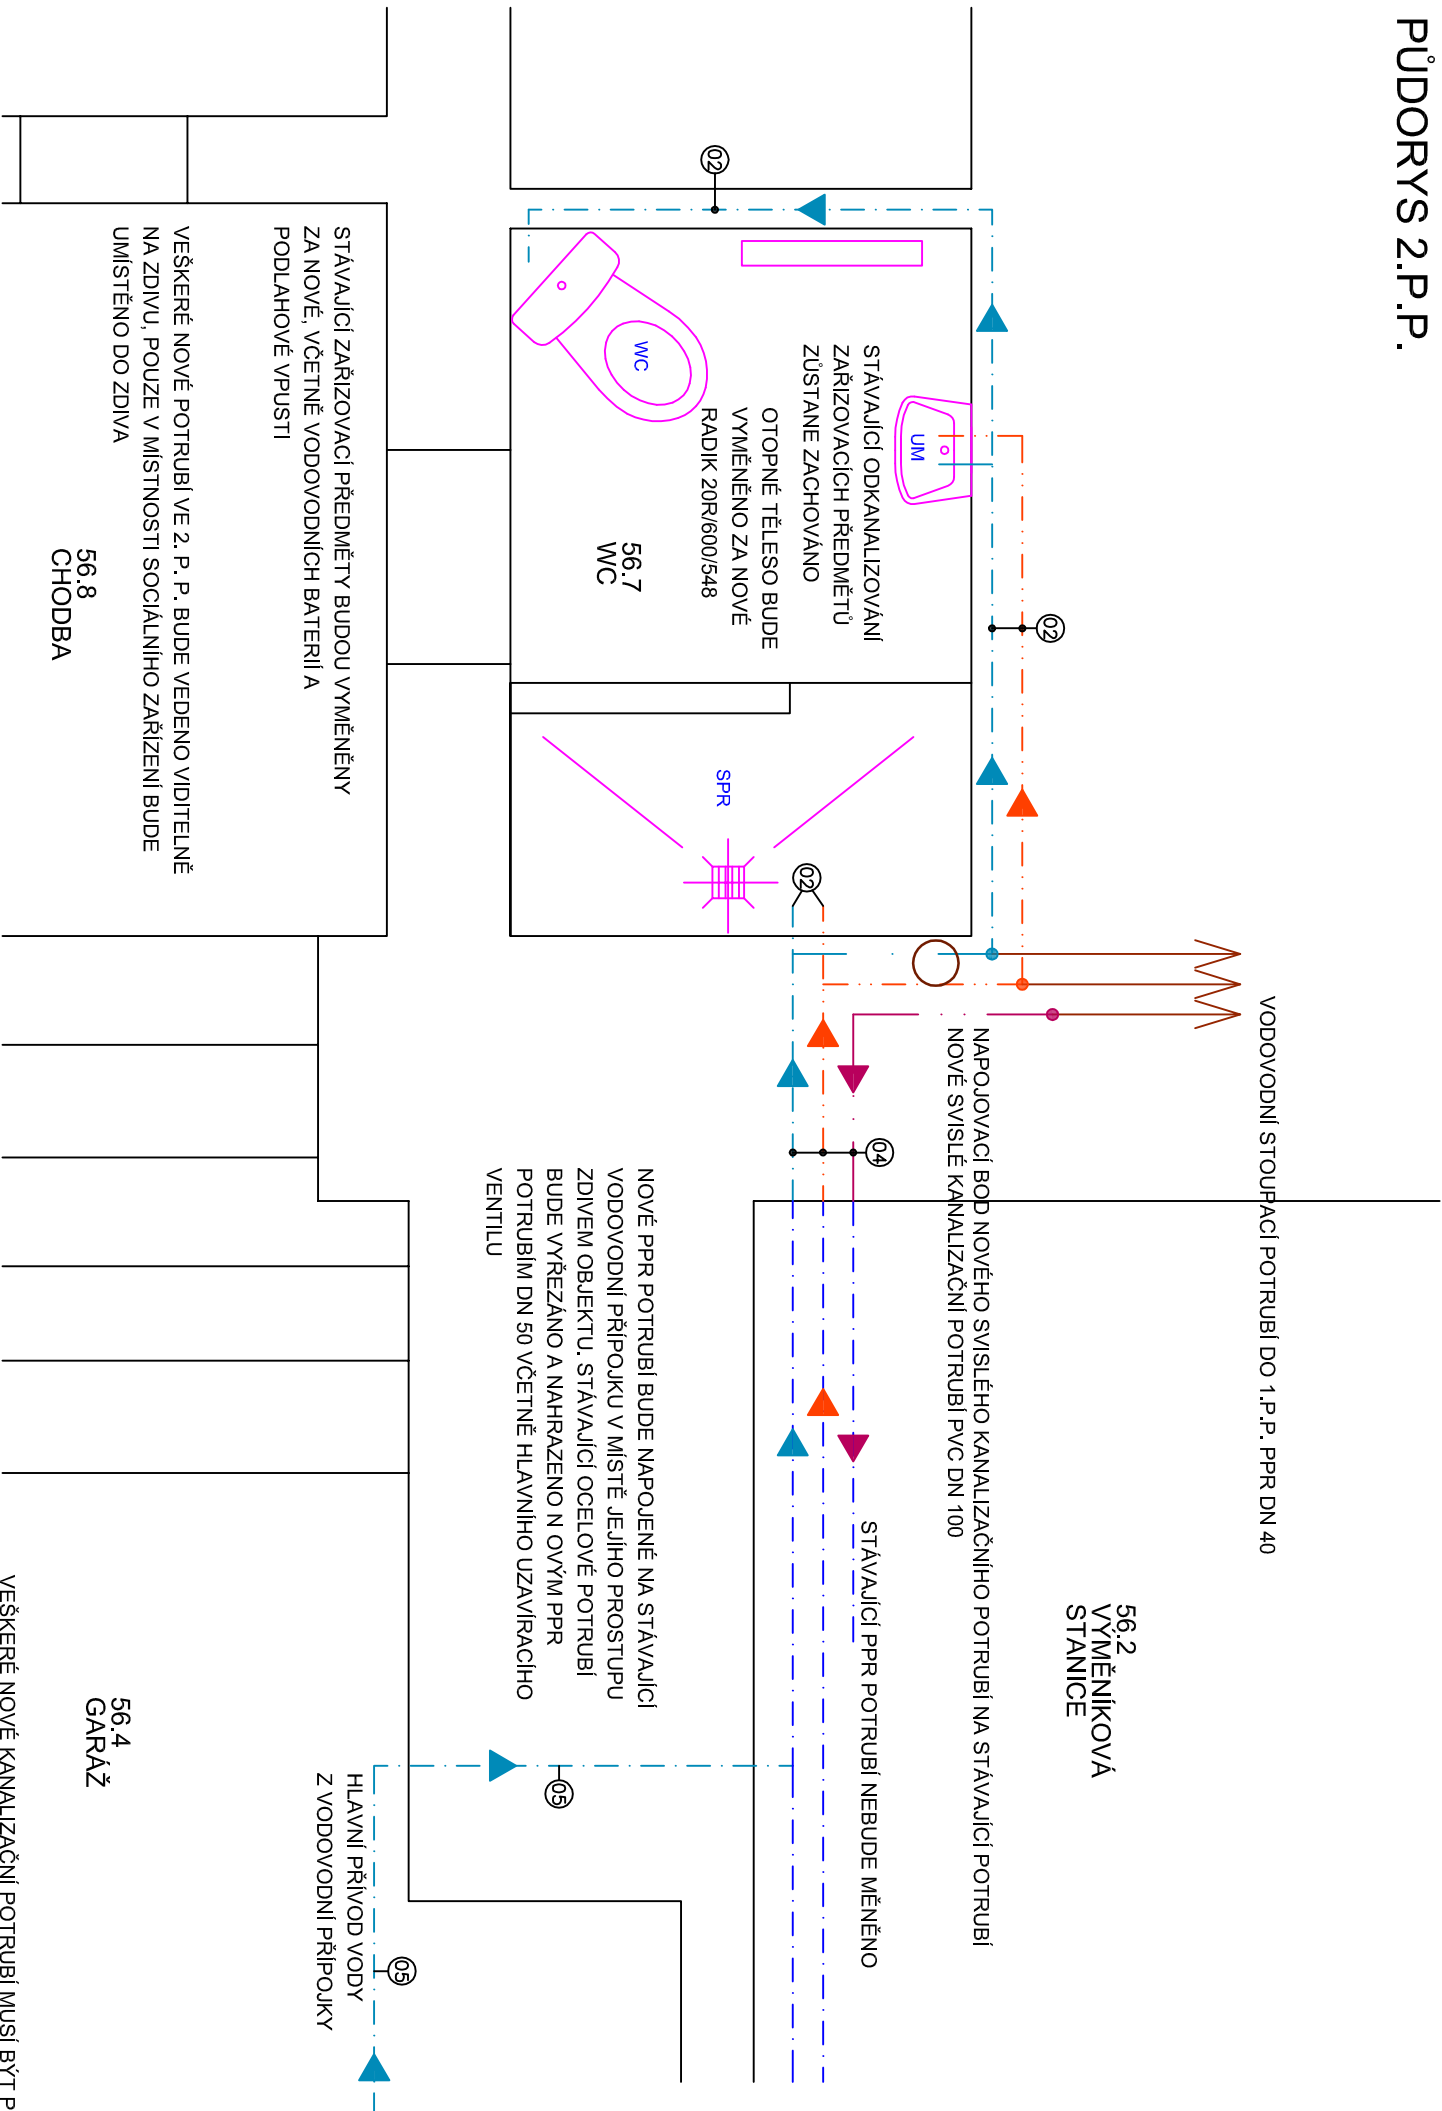 PŮDORYS 2.P.P.
VODOVODNÍ STOUPACÍ POTRUBÍ DO 1.P.P. PPR DN 40
56.2
VÝMĚNÍKOVÁ
STANICE
02
NAPOJOVACÍ BOD NOVÉHO SVISLÉHO KANALIZAČNÍHO POTRUBÍ NA STÁVAJÍCÍ POTRUBÍ
NOVÉ SVISLÉ KANALIZAČNÍ POTRUBÍ PVC DN 100
UM
STÁVAJÍCÍ ODKANALIZOVÁNÍ
ZAŘIZOVACÍCH PŘEDMĚTŮ
ZŮSTANE ZACHOVÁNO
04
STÁVAJÍCÍ PPR POTRUBÍ NEBUDE MĚNĚNO
02
OTOPNÉ TĚLESO BUDE
VYMĚNĚNO ZA NOVÉ
RADIK 20R/600/548
02
SPR
WC
56.7
WC
NOVÉ PPR POTRUBÍ BUDE NAPOJENÉ NA STÁVAJÍCÍ
VODOVODNÍ PŘÍPOJKU V MÍSTĚ JEJÍHO PROSTUPU
ZDIVEM OBJEKTU. STÁVAJÍCÍ OCELOVÉ POTRUBÍ
BUDE VYŘEZÁNO A NAHRAZENO N OVÝM PPR
POTRUBÍM DN 50 VČETNĚ HLAVNÍHO UZAVÍRACÍHO
VENTILU
05
05
HLAVNÍ PŘÍVOD VODY
Z VODOVODNÍ PŘÍPOJKY
STÁVAJÍCÍ ZAŘIZOVACÍ PŘEDMĚTY BUDOU VYMĚNĚNY
ZA NOVÉ, VČETNĚ VODOVODNÍCH BATERIÍ A
PODLAHOVÉ VPUSTI
VEŠKERÉ NOVÉ POTRUBÍ VE 2. P. P. BUDE VEDENO VIDITELNĚ
NA ZDIVU, POUZE V MÍSTNOSTI SOCIÁLNÍHO ZAŘÍZENÍ BUDE
UMÍSTĚNO DO ZDIVA
56.8
CHODBA
56.4
GARÁŽ
VEŠKERÉ NOVÉ KANALIZAČNÍ POTRUBÍ MUSÍ BÝT P